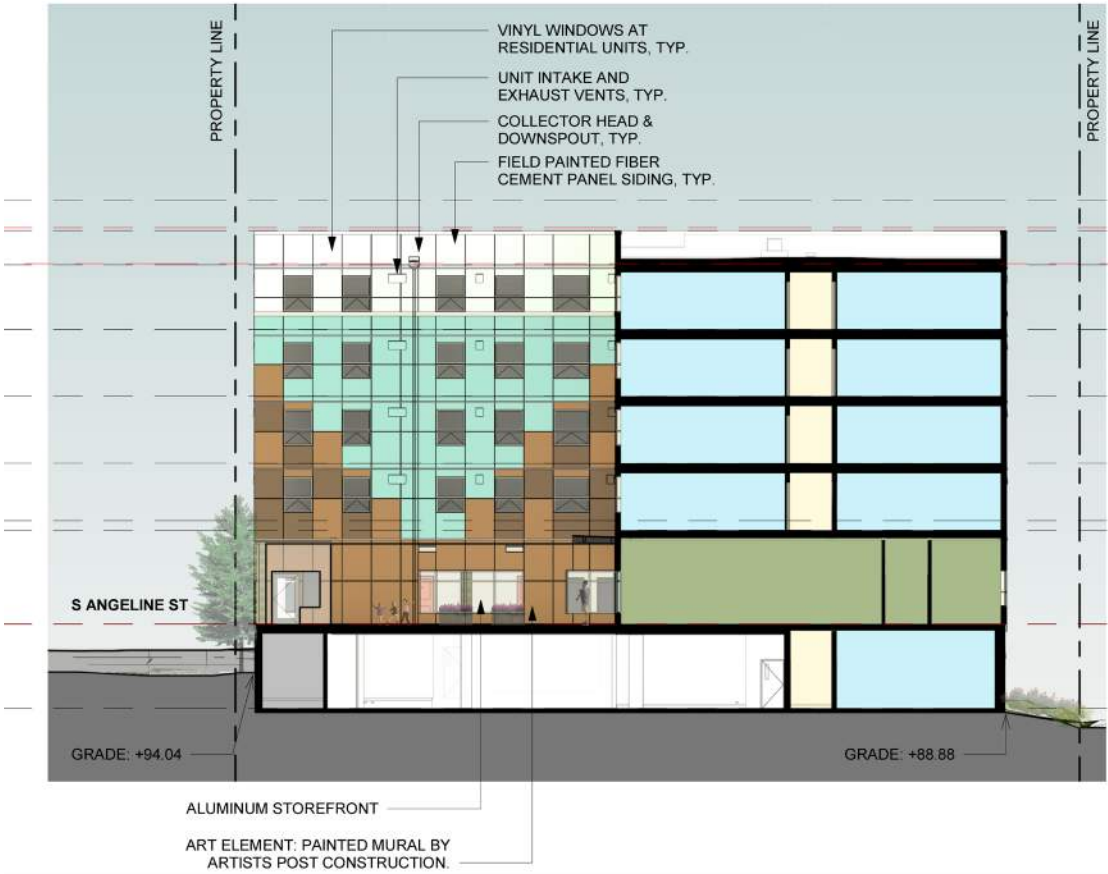 PROPERTY LINE
VINYL WINDOWS AT
RESIDENTIAL UNITS, TYP.
UNIT INTAKE AND
EXHAUST VENTS, TYP.
COLLECTOR HEAD &
DOWNSPOUT, TYP.
FIELD PAINTED FIBER
CEMENT PANEL SIDING, TYP.
PROPERTY LINE
S ANGELINE ST
GRADE: +94.04
GRADE: +88.88
ALUMINUM STOREFRONT
ART ELEMENT: PAINTED MURAL BY
ARTISTS POST CONSTRUCTION.